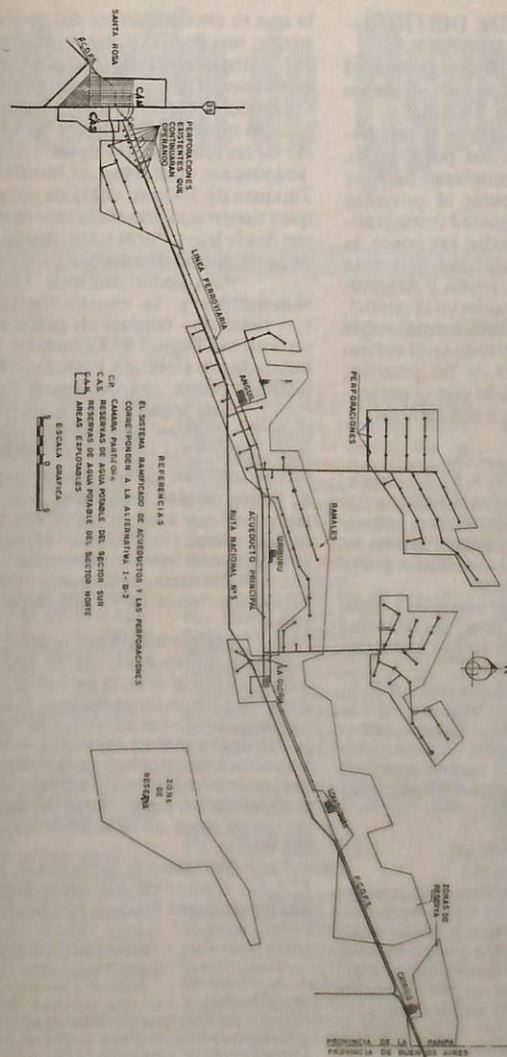 SANTA ROSA
F.C.D.F.S.
C.A.N.
C.A.S.
35
PERFORACIONES
EXISTENTES QUE
CONTINUARAN
OPERANDO
LINEA FERROVIARIA
ANGUIL
PERFORACIONES
RAMALES
URIBURU
ACUEDUCTO PRINCIPAL
RUTA NACIONAL Nº 5
LA GLORIA
N
LONQUIMAY
F.C.D.F.S.
ZONAS DE
RESERVA
CATRILO
ZONA
DE
RESERVA
PROVINCIA DE LA PAMPA
PROVINCIA DE BUENOS AIRES
REFERENCIAS
EL SISTEMA RAMIFICADO DE ACUEDUCTOS Y LAS PERFORACIONES
CORRESPONDEN A LA ALTERNATIVA 1-B-2
C.P. CAMARA
C.A.S. RESERVAS DE AGUA POTABLE DEL SECTOR SUR
C.A.N. RESERVAS DE AGUA POTABLE DEL SECTOR NORTE
AREAS EXPLOTABLES
ESCALA GRAFICA